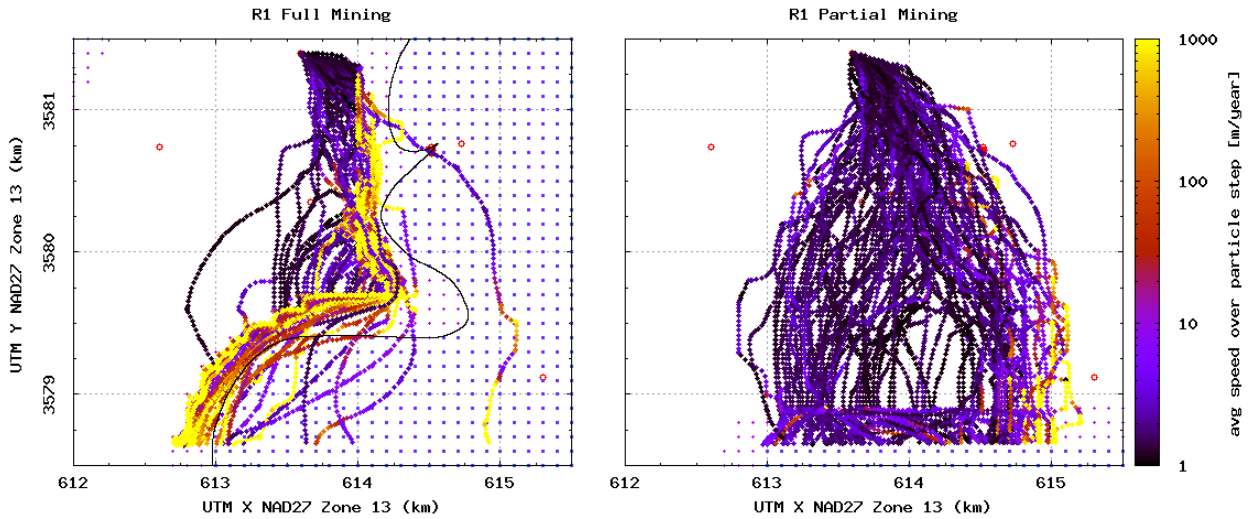 R1 Full Mining
R1 Partial Mining
UTM Y NAD27 Zone 13 (km)
3581
3580
3579
612
613
614
615
UTM X NAD27 Zone 13 (km)
612
613
614
615
UTM X NAD27 Zone 13 (km)
1000
100
10
1
avg speed over particle step [m/year]